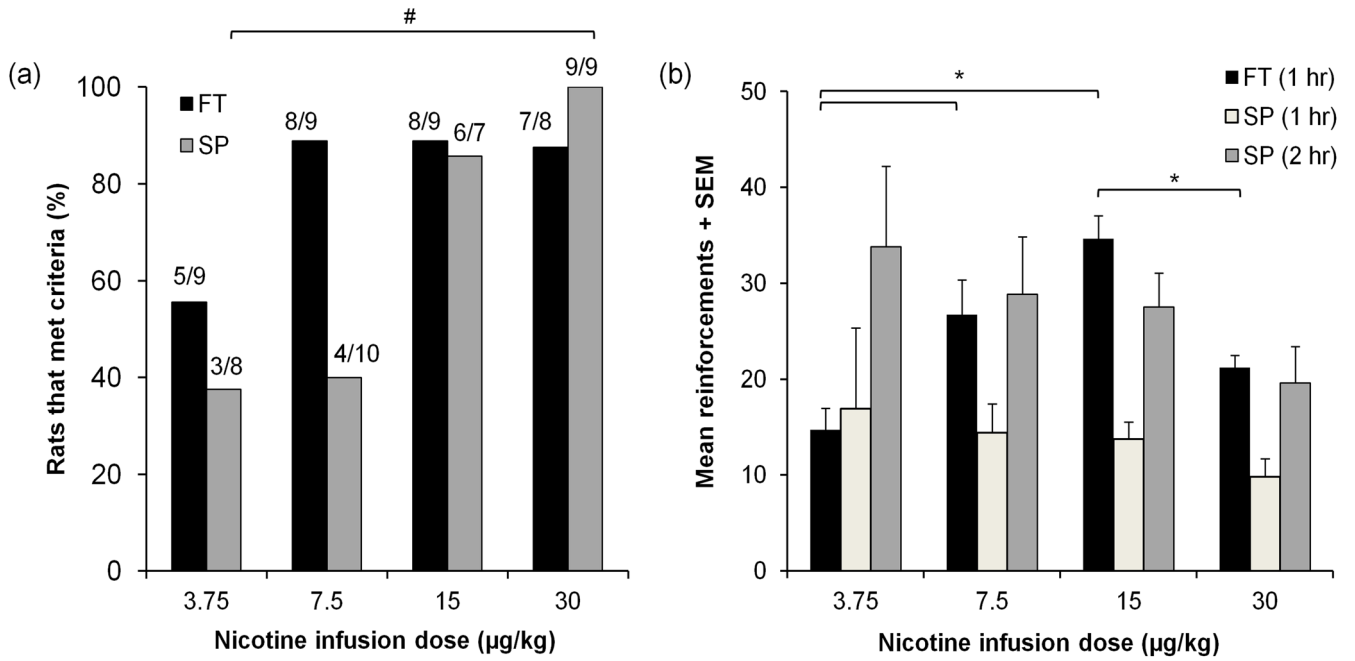 #
(a)
FT
SP
Rats that met criteria (%)
100
80
60
40
20
0
5/9
3/8
8/9
4/10
8/9
6/7
7/8
9/9
3.75
7.5
15
30
Nicotine infusion dose (µg/kg)
(b)
FT (1 hr)
SP (1 hr)
SP (2 hr)
Mean reinforcements + SEM
50
40
30
20
10
0
*
*
3.75
7.5
15
30
Nicotine infusion dose (µg/kg)